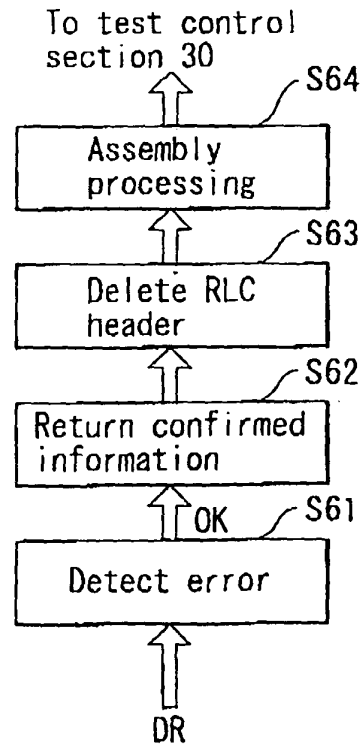 To test control
section 30
S64
Assembly
processing
S63
Delete RLC
header
S62
Return confirmed
information
OK
S61
Detect error
DR